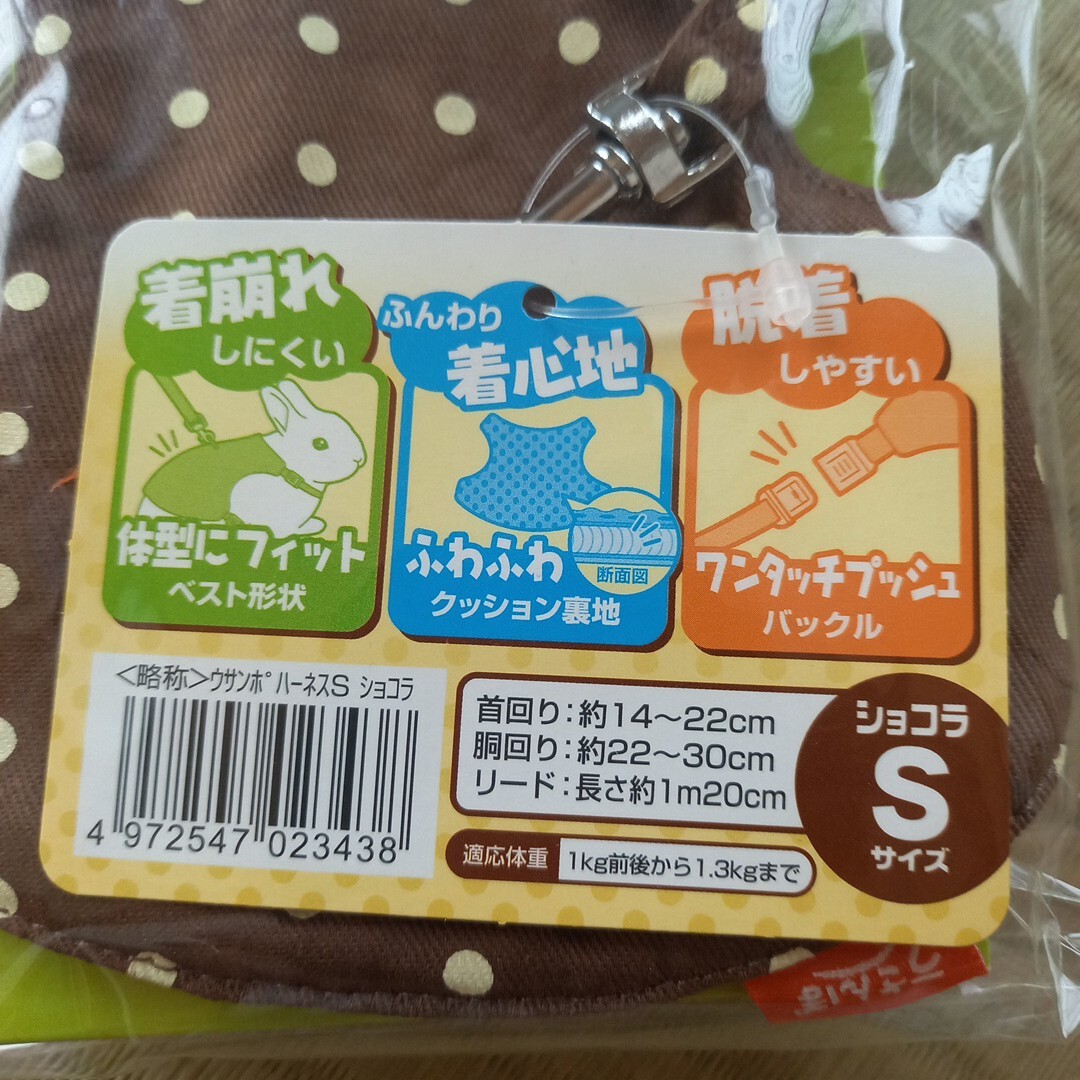 着崩れ
しにくい
体型にフィット
ベスト形状
ふんわり
着心地
断面図
ふわふわ
クッション裏地
脱着
しやすい
ワンタッチプッシュ
バックル
<略称>ウサンポハーネスS ショコラ
4 972547 023438
首回り:約14〜22cm
胴回り:約22〜30cm
リード:長さ約1m20cm
適応体重 1kg前後から1.3kgまで
ショコラ
S
サイズ
うさんぽ